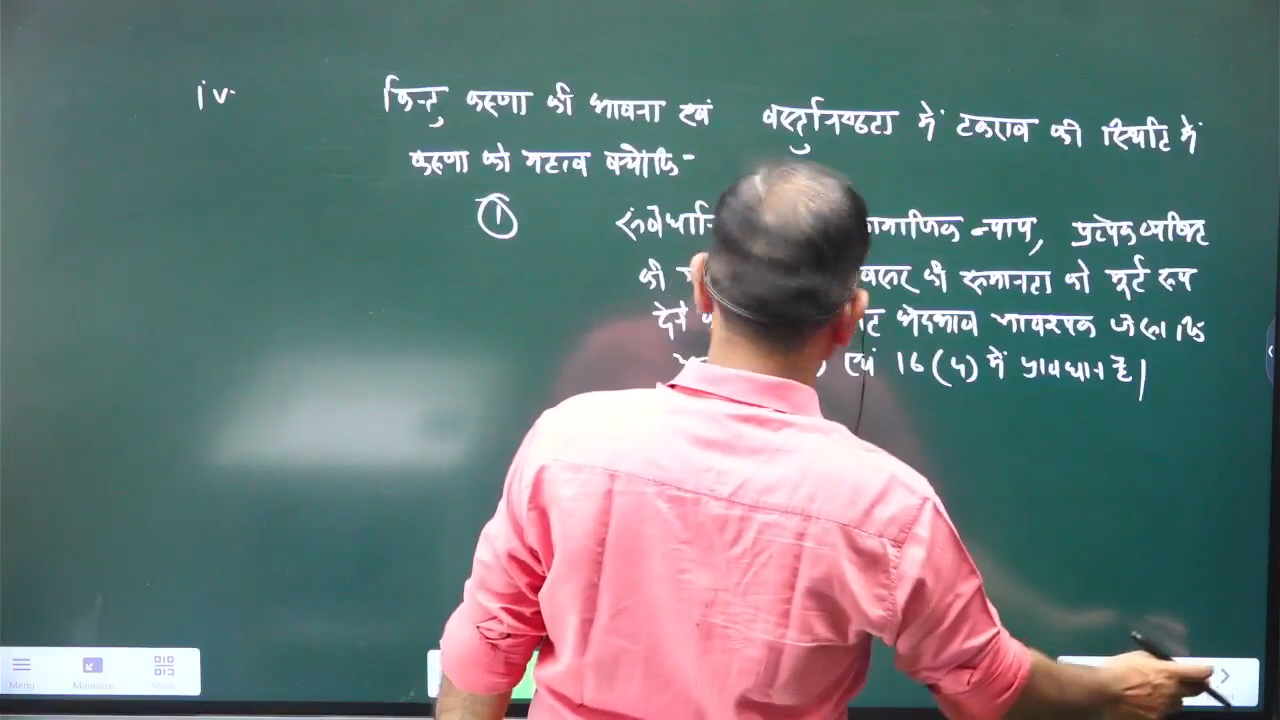 iv. किन्तु करुणा की भावना एवं वस्तुनिष्ठता में टकराव की स्थिति में
करुणा को महत्व क्योंकि-
① सामाजिक न्याय, प्रत्येक व्यक्ति
की की समानता को मूर्त रूप
देने भेदभाव आवश्यक जैसा कि
एवं 16(4) में प्रावधान है।
Menu